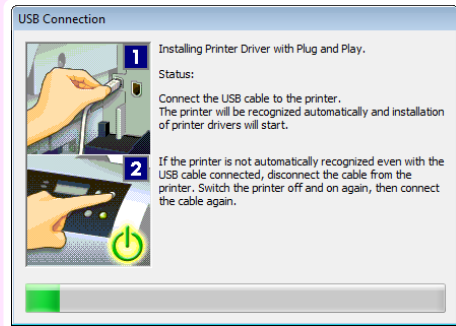 USB Connection
1
Installing Printer Driver with Plug and Play.
Status:
Connect the USB cable to the printer.
The printer will be recognized automatically and installation
of printer drivers will start.
2
If the printer is not automatically recognized even with the
USB cable connected, disconnect the cable from the
printer. Switch the printer off and on again, then connect
the cable again.